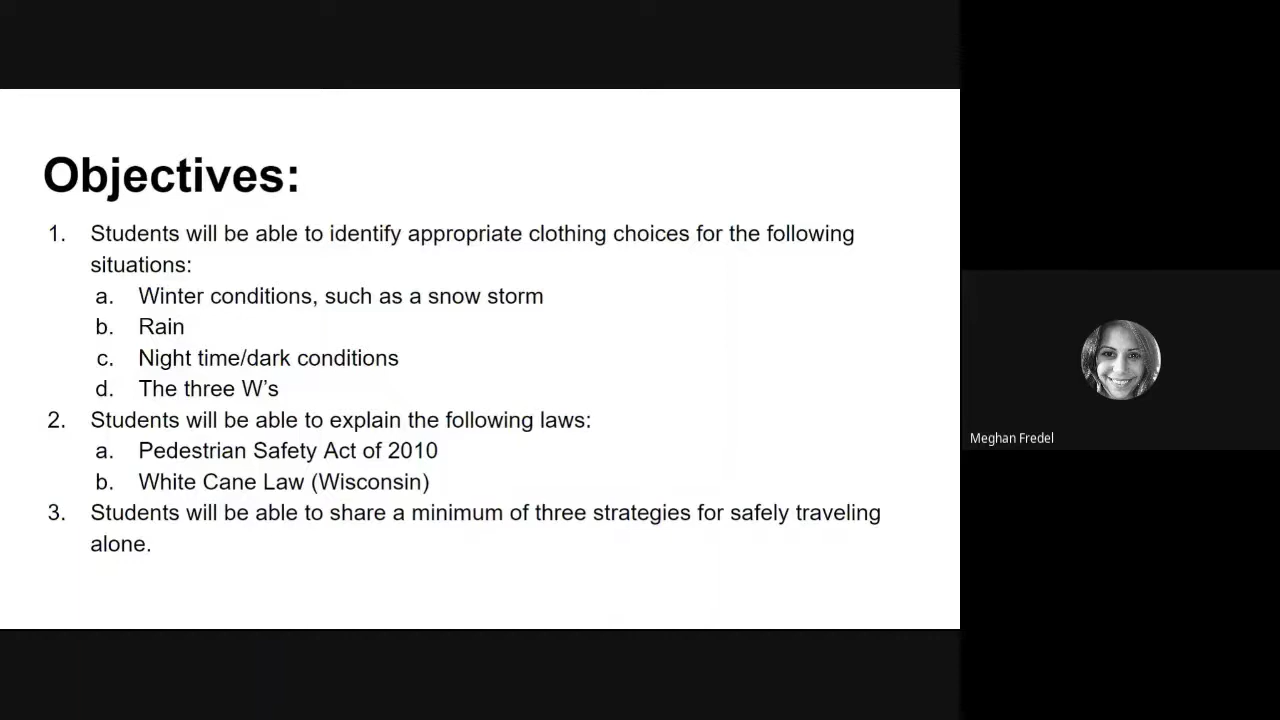 Objectives:
1. Students will be able to identify appropriate clothing choices for the following
situations:
a. Winter conditions, such as a snow storm
b. Rain
c. Night time/dark conditions
d. The three W’s
2. Students will be able to explain the following laws:
a. Pedestrian Safety Act of 2010
b. White Cane Law (Wisconsin)
3. Students will be able to share a minimum of three strategies for safely traveling
alone.
Meghan Fredel